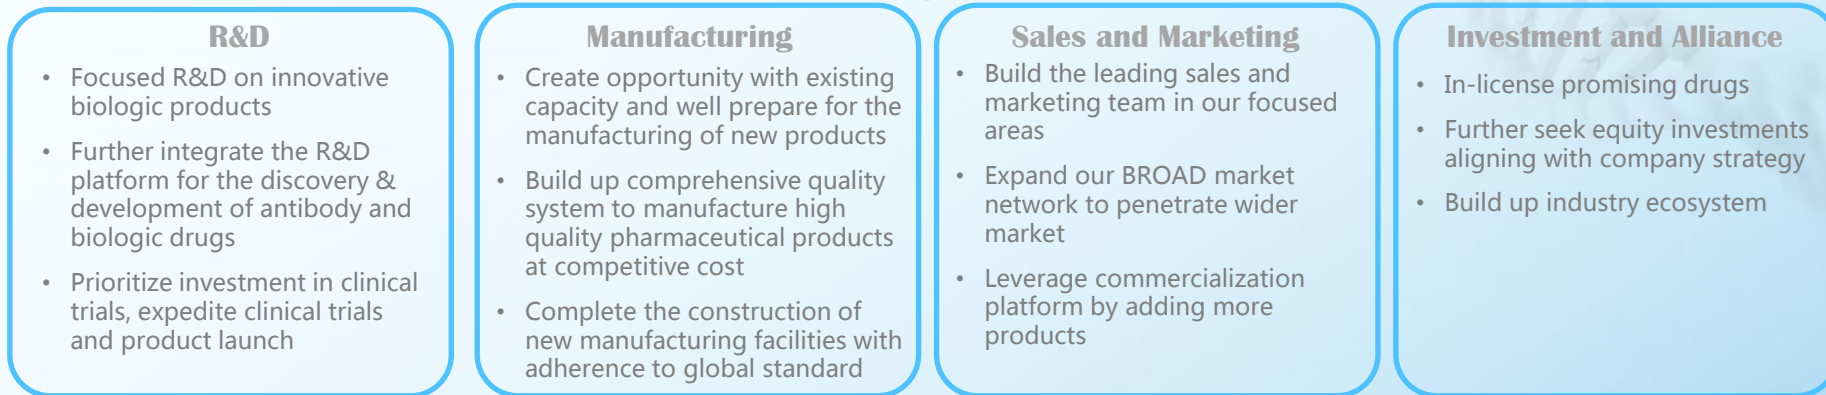 R&D
• Focused R&D on innovative
biologic products
• Further integrate the R&D
platform for the discovery &
development of antibody and
biologic drugs
• Prioritize investment in clinical
trials, expedite clinical trials
and product launch
Manufacturing
• Create opportunity with existing
capacity and well prepare for the
manufacturing of new products
• Build up comprehensive quality
system to manufacture high
quality pharmaceutical products
at competitive cost
• Complete the construction of
new manufacturing facilities with
adherence to global standard
Sales and Marketing
• Build the leading sales and
marketing team in our focused
areas
• Expand our BROAD market
network to penetrate wider
market
• Leverage commercialization
platform by adding more
products
Investment and Alliance
• In-license promising drugs
• Further seek equity investments
aligning with company strategy
• Build up industry ecosystem